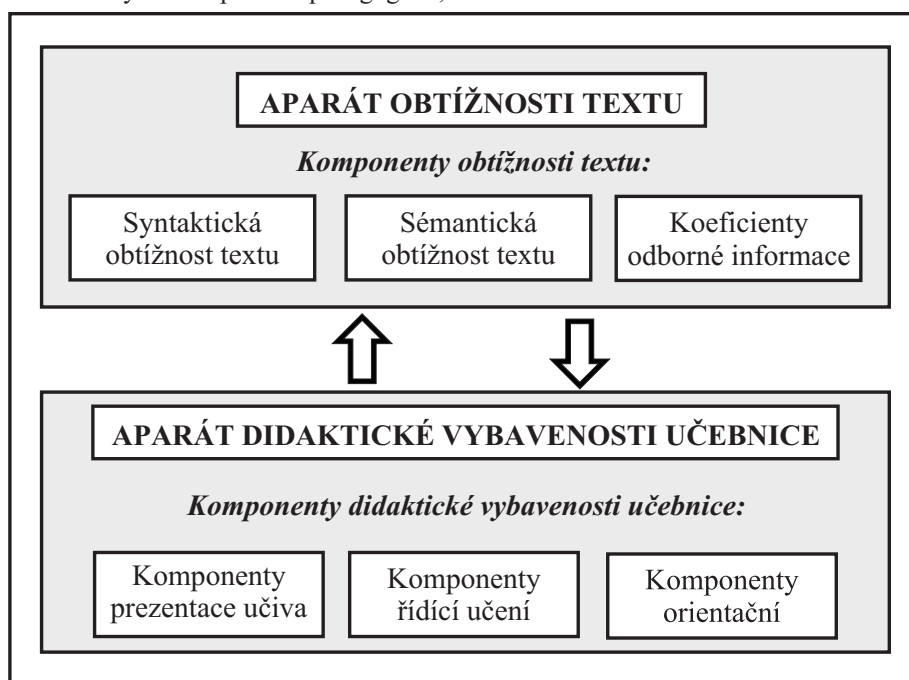 APARÁT OBTÍŽNOSTI TEXTU
Komponenty obtížnosti textu:
Syntaktická
obtížnost textu
Sémantická
obtížnost textu
Koeficienty
odborné informace
APARÁT DIDAKTICKÉ VYBAVENOSTI UČEBNICE
Komponenty didaktické vybavenosti učebnice:
Komponenty
prezentace učiva
Komponenty
řídící učení
Komponenty
orientační